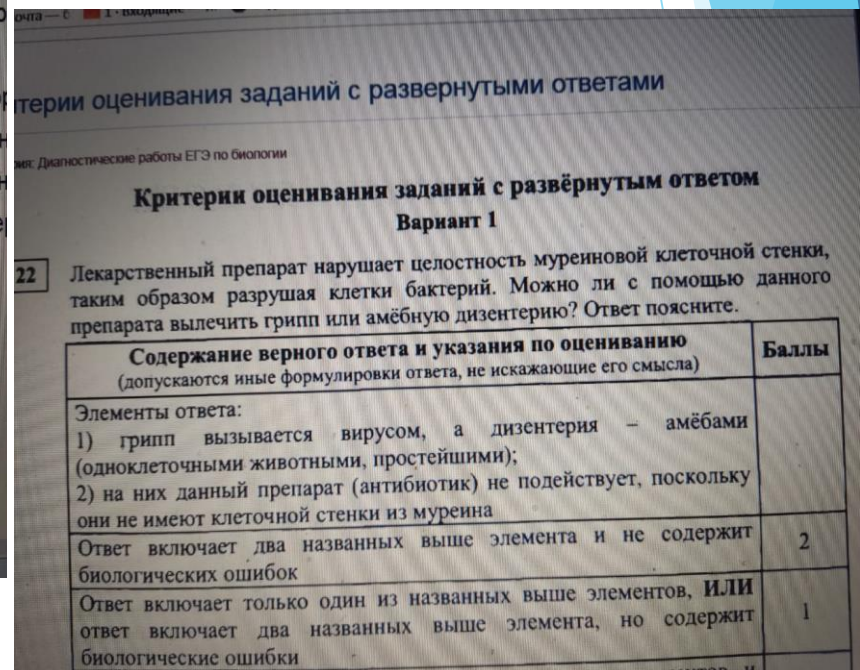 1 - Входящие
терии оценивания заданий с развернутыми ответами
Диагностические работы ЕГЭ по биологии
Критерии оценивания заданий с развёрнутым ответом
Вариант 1
22 Лекарственный препарат нарушает целостность муреиновой клеточной стенки,
таким образом разрушая клетки бактерий. Можно ли с помощью данного
препарата вылечить грипп или амёбную дизентерию? Ответ поясните.
Содержание верного ответа и указания по оцениванию
(допускаются иные формулировки ответа, не искажающие его смысла)
Баллы
Элементы ответа:
1) грипп вызывается вирусом, а дизентерия – амёбами
(одноклеточными животными, простейшими);
2) на них данный препарат (антибиотик) не подействует, поскольку
они не имеют клеточной стенки из муреина
Ответ включает два названных выше элемента и не содержит
биологических ошибок
2
Ответ включает только один из названных выше элементов, ИЛИ
ответ включает два названных выше элемента, но содержит
биологические ошибки
1